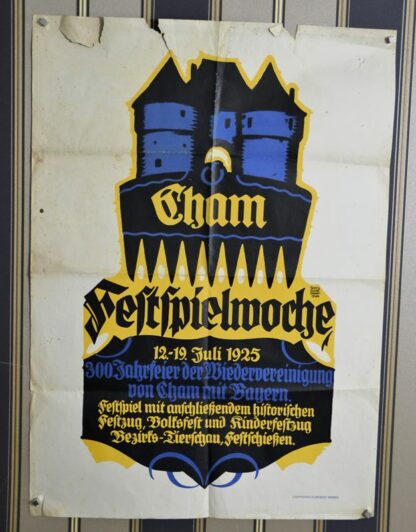 Cham
Festspielwoche
12.-19. Juli 1925
300 Jahrfeier der Wiedervereinigung
von Cham mit Bayern.
Festspiel mit anschließendem historischen
Festzug, Volksfest und Kinderfestzug
Bezirks-Tierschau, Festschießen.